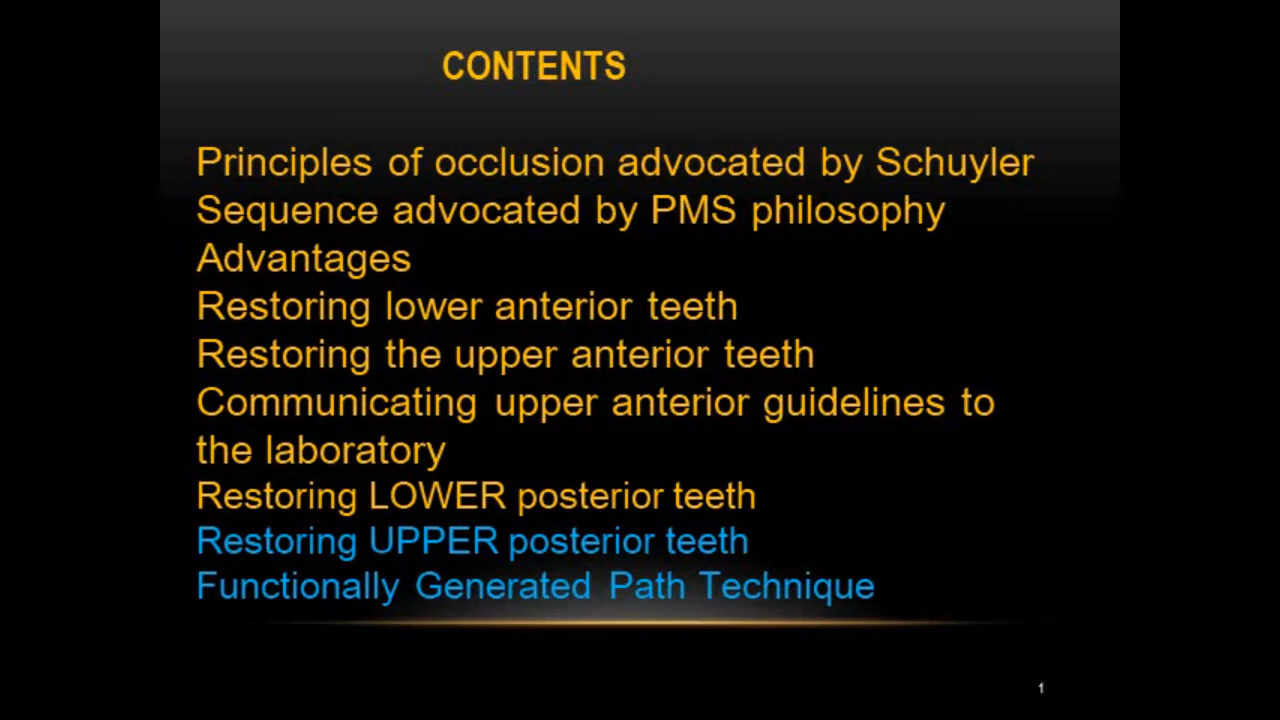 CONTENTS
Principles of occlusion advocated by Schuyler
Sequence advocated by PMS philosophy
Advantages
Restoring lower anterior teeth
Restoring the upper anterior teeth
Communicating upper anterior guidelines to
the laboratory
Restoring LOWER posterior teeth
Restoring UPPER posterior teeth
Functionally Generated Path Technique
1